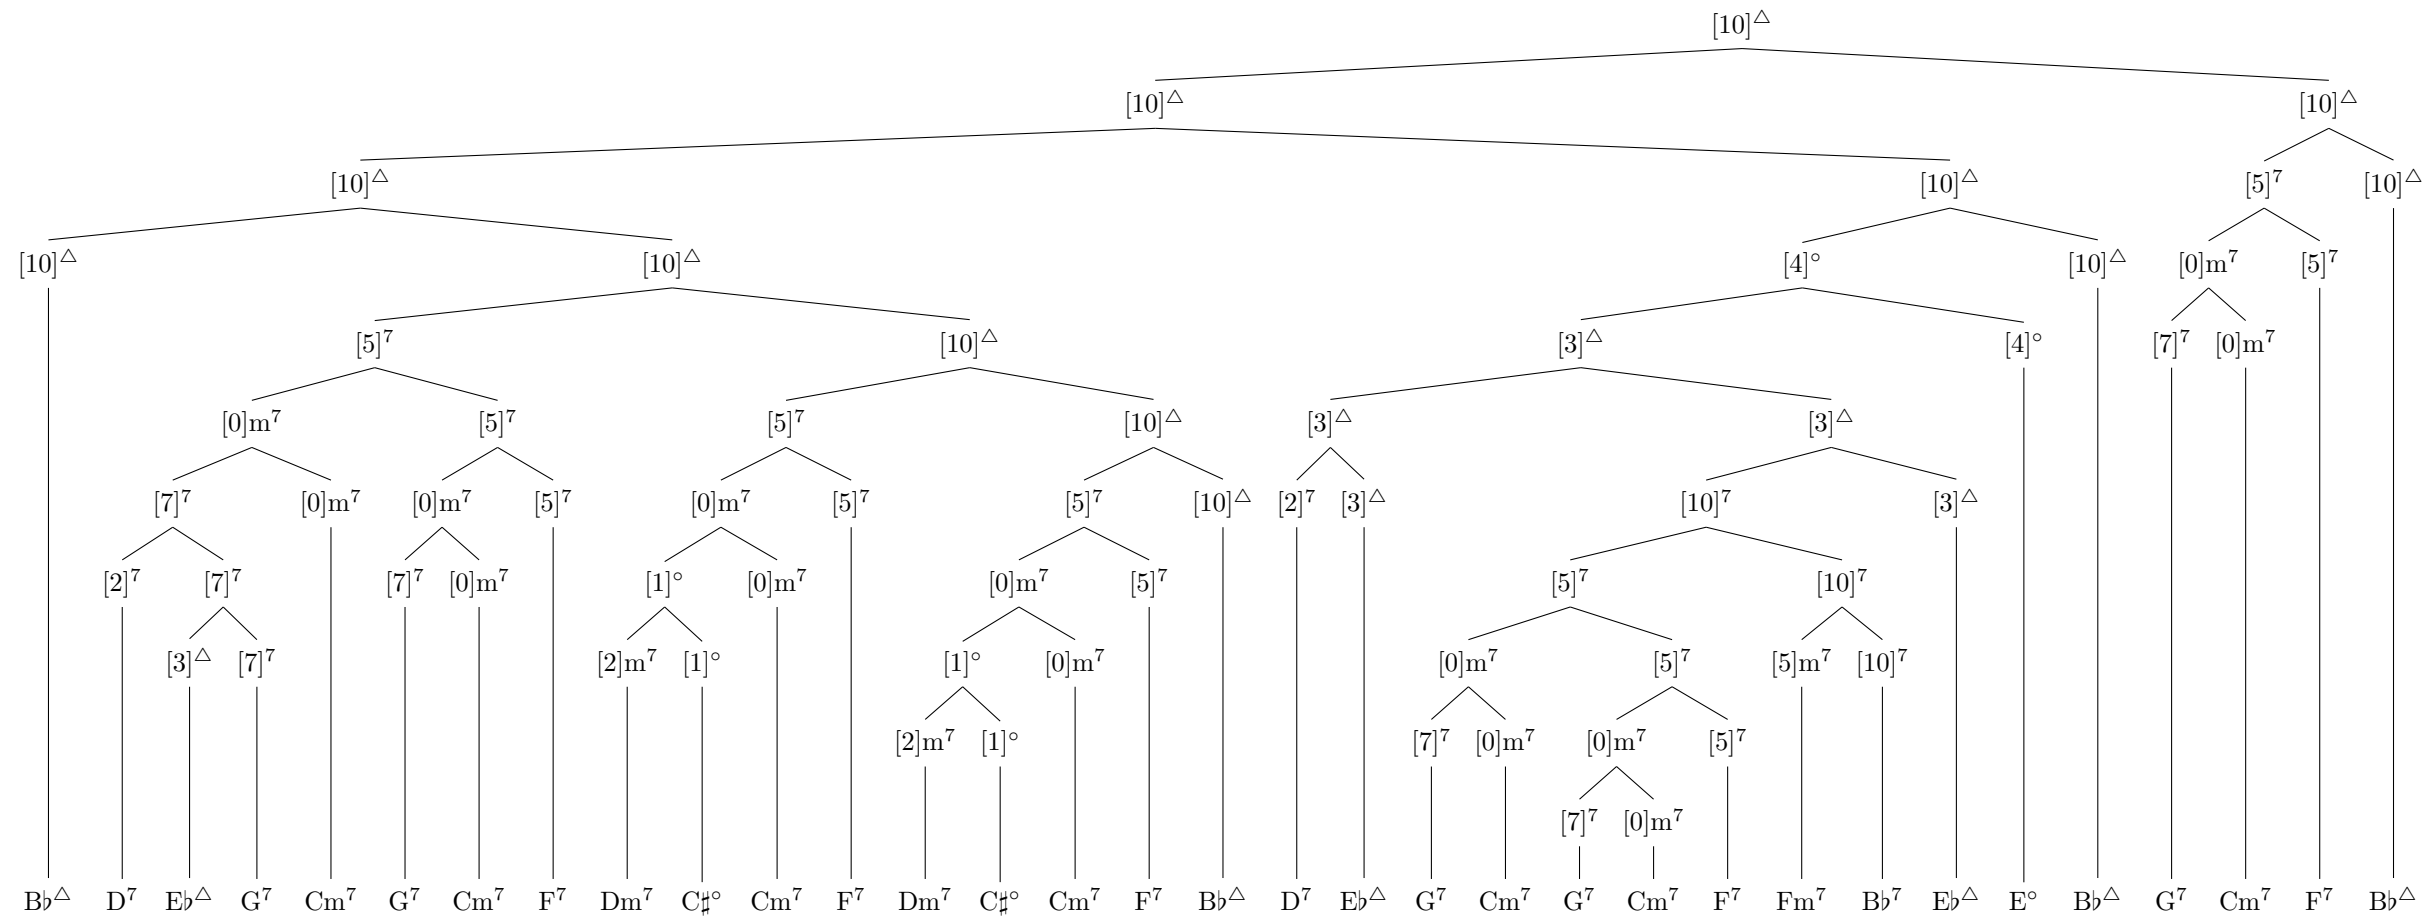 [10]△
[10]△ [10]△
[10]△ [10]△ [5]⁷ [10]△
[10]△ [10]△ [4]° [10]△ [0]m⁷ [5]⁷
[5]⁷ [10]△ [3]△ [4]° [7]⁷ [0]m⁷
[0]m⁷ [5]⁷ [5]⁷ [10]△ [3]△ [3]△
[7]⁷ [0]m⁷ [0]m⁷ [5]⁷ [0]m⁷ [5]⁷ [5]⁷ [10]△ [2]⁷ [3]△ [10]⁷ [3]△
[2]⁷ [7]⁷ [7]⁷ [0]m⁷ [1]° [0]m⁷ [0]m⁷ [5]⁷ [5]⁷ [10]⁷
[3]△ [7]⁷ [2]m⁷ [1]° [1]° [0]m⁷ [0]m⁷ [5]⁷ [5]m⁷ [10]⁷
[2]m⁷ [1]° [7]⁷ [0]m⁷ [0]m⁷ [5]⁷
[7]⁷ [0]m⁷
B♭△ D⁷ E♭△ G⁷ Cm⁷ G⁷ Cm⁷ F⁷ Dm⁷ C♯° Cm⁷ F⁷ Dm⁷ C♯° Cm⁷ F⁷ B♭△ D⁷ E♭△ G⁷ Cm⁷ G⁷ Cm⁷ F⁷ Fm⁷ B♭⁷ E♭△ E° B♭△ G⁷ Cm⁷ F⁷ B♭△